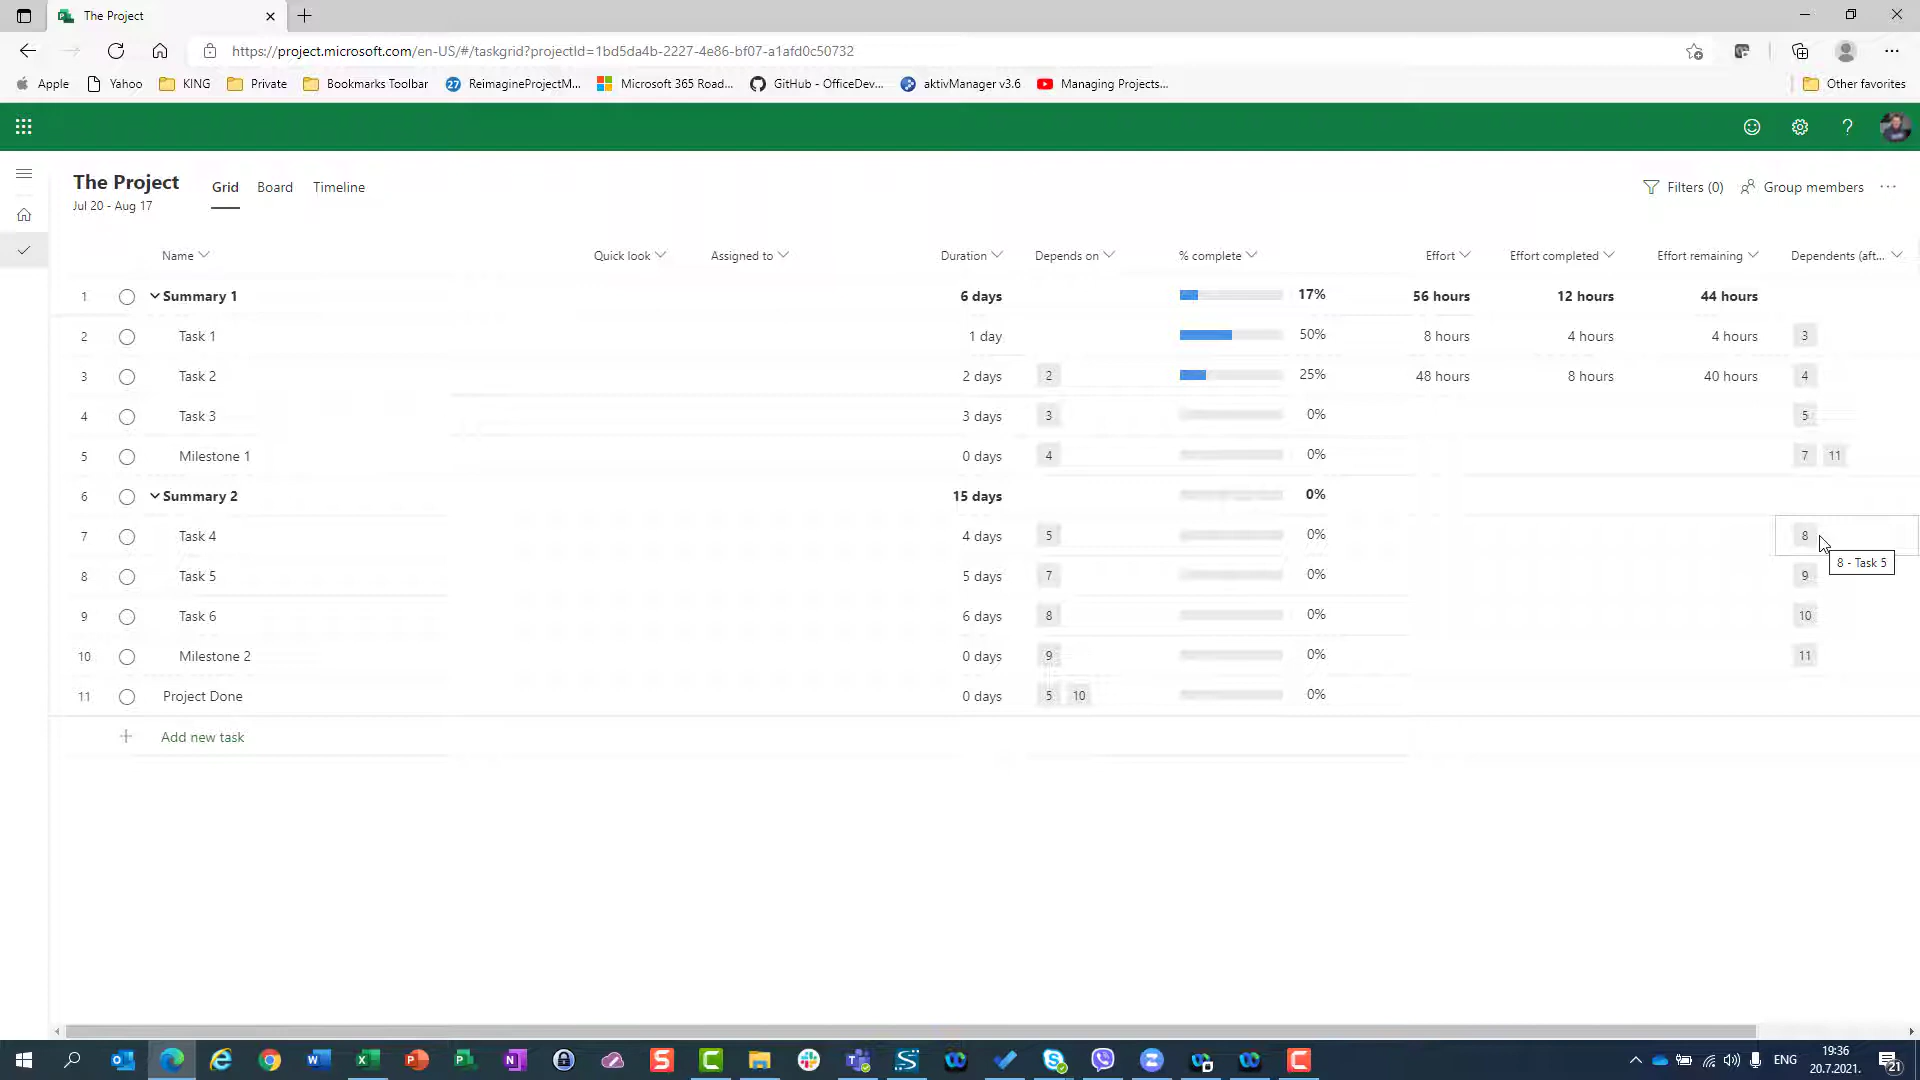 The Project
https://project.microsoft.com/en-US/#/taskgrid?projectId=1bd5da4b-2227-4e86-bf07-a1afd0c50732
Apple Yahoo KING Private Bookmarks Toolbar 27 ReimagineProjectM... Microsoft 365 Road... GitHub - OfficeDev... aktivManager v3.6 Managing Projects... Other favorites
The Project Grid Board Timeline Filters (0) Group members
Jul 20 - Aug 17
Name Quick look Assigned to Duration Depends on % complete Effort Effort completed Effort remaining Dependents (aft...
1 Summary 1 6 days 17% 56 hours 12 hours 44 hours
2 Task 1 1 day 50% 8 hours 4 hours 4 hours 3
3 Task 2 2 days 2 25% 48 hours 8 hours 40 hours 4
4 Task 3 3 days 3 0% 5
5 Milestone 1 0 days 4 0% 7 11
6 Summary 2 15 days 0%
7 Task 4 4 days 5 0% 8
8 - Task 5
8 Task 5 5 days 7 0% 9
9 Task 6 6 days 8 0% 10
10 Milestone 2 0 days 9 0% 11
11 Project Done 0 days 5 10 0%
Add new task
ENG 19:36
20.7.2021. 21